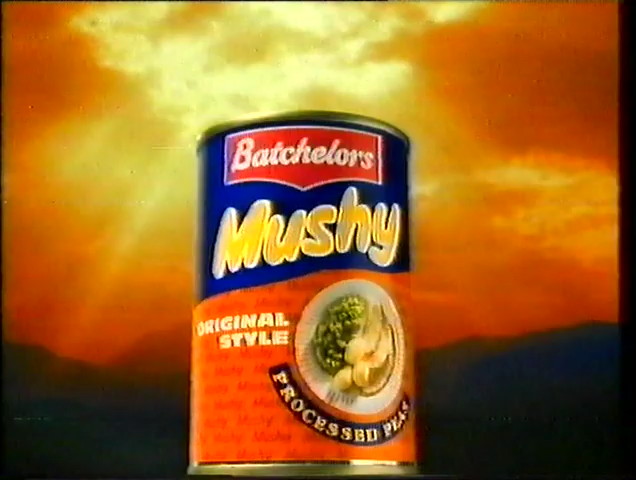 Batchelors
Mushy
ORIGINAL
STYLE
PROCESSED PEAS